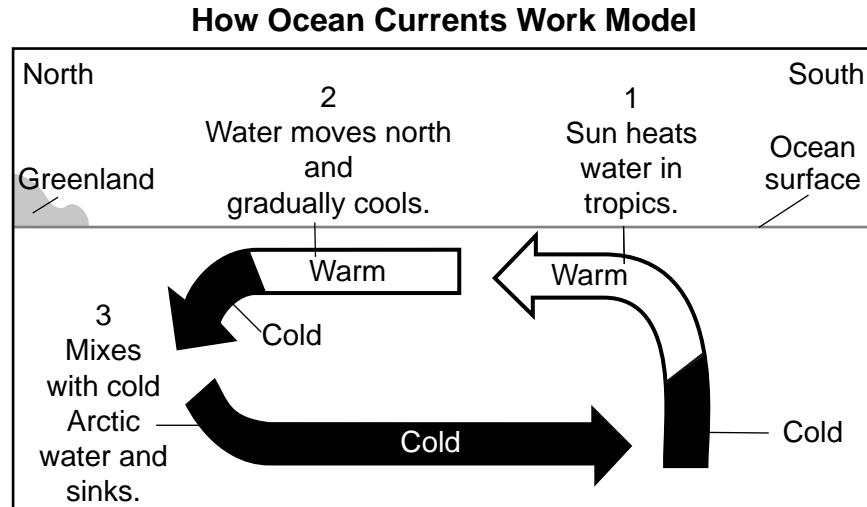 How Ocean Currents Work Model
North
South
2
Water moves north
and
gradually cools.
1
Sun heats
water in
tropics.
Ocean
surface
Greenland
Warm
Warm
Cold
3
Mixes
with cold
Arctic
water and
sinks.
Cold
Cold